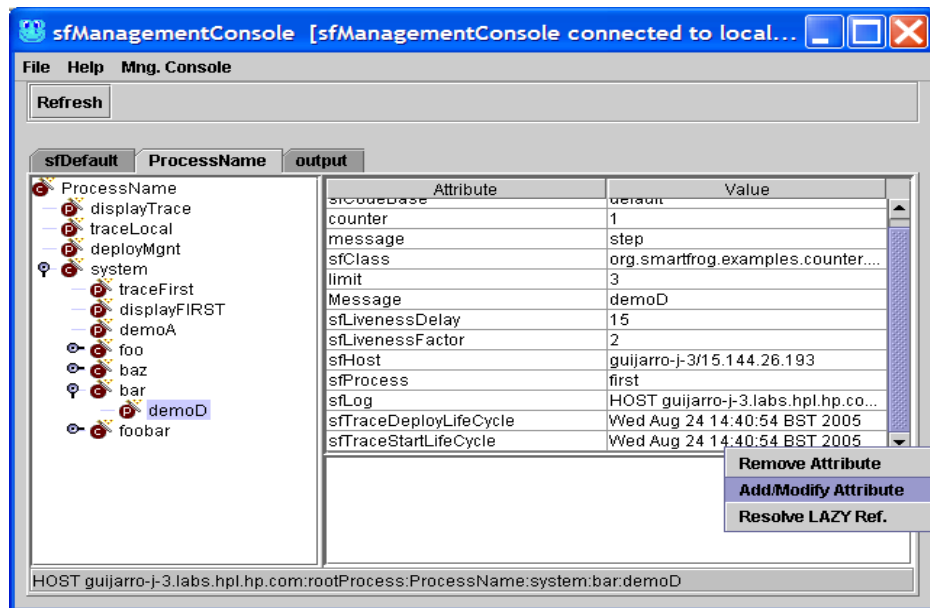 sfManagementConsole [sfManagementConsole connected to local...
File Help Mng. Console
Refresh
sfDefault ProcessName output
ProcessName
displayTrace
traceLocal
deployMgnt
system
traceFirst
displayFIRST
demoA
foo
baz
bar
demoD
foobar
Attribute Value
sfCodeBase default
counter 1
message step
sfClass org.smartfrog.examples.counter....
limit 3
Message demoD
sfLivenessDelay 15
sfLivenessFactor 2
sfHost guijarro-j-3/15.144.26.193
sfProcess first
sfLog HOST guijarro-j-3.labs.hpl.hp.co...
sfTraceDeployLifeCycle Wed Aug 24 14:40:54 BST 2005
sfTraceStartLifeCycle Wed Aug 24 14:40:54 BST 2005
Remove Attribute
Add/Modify Attribute
Resolve LAZY Ref.
HOST guijarro-j-3.labs.hpl.hp.com:rootProcess:ProcessName:system:bar:demoD